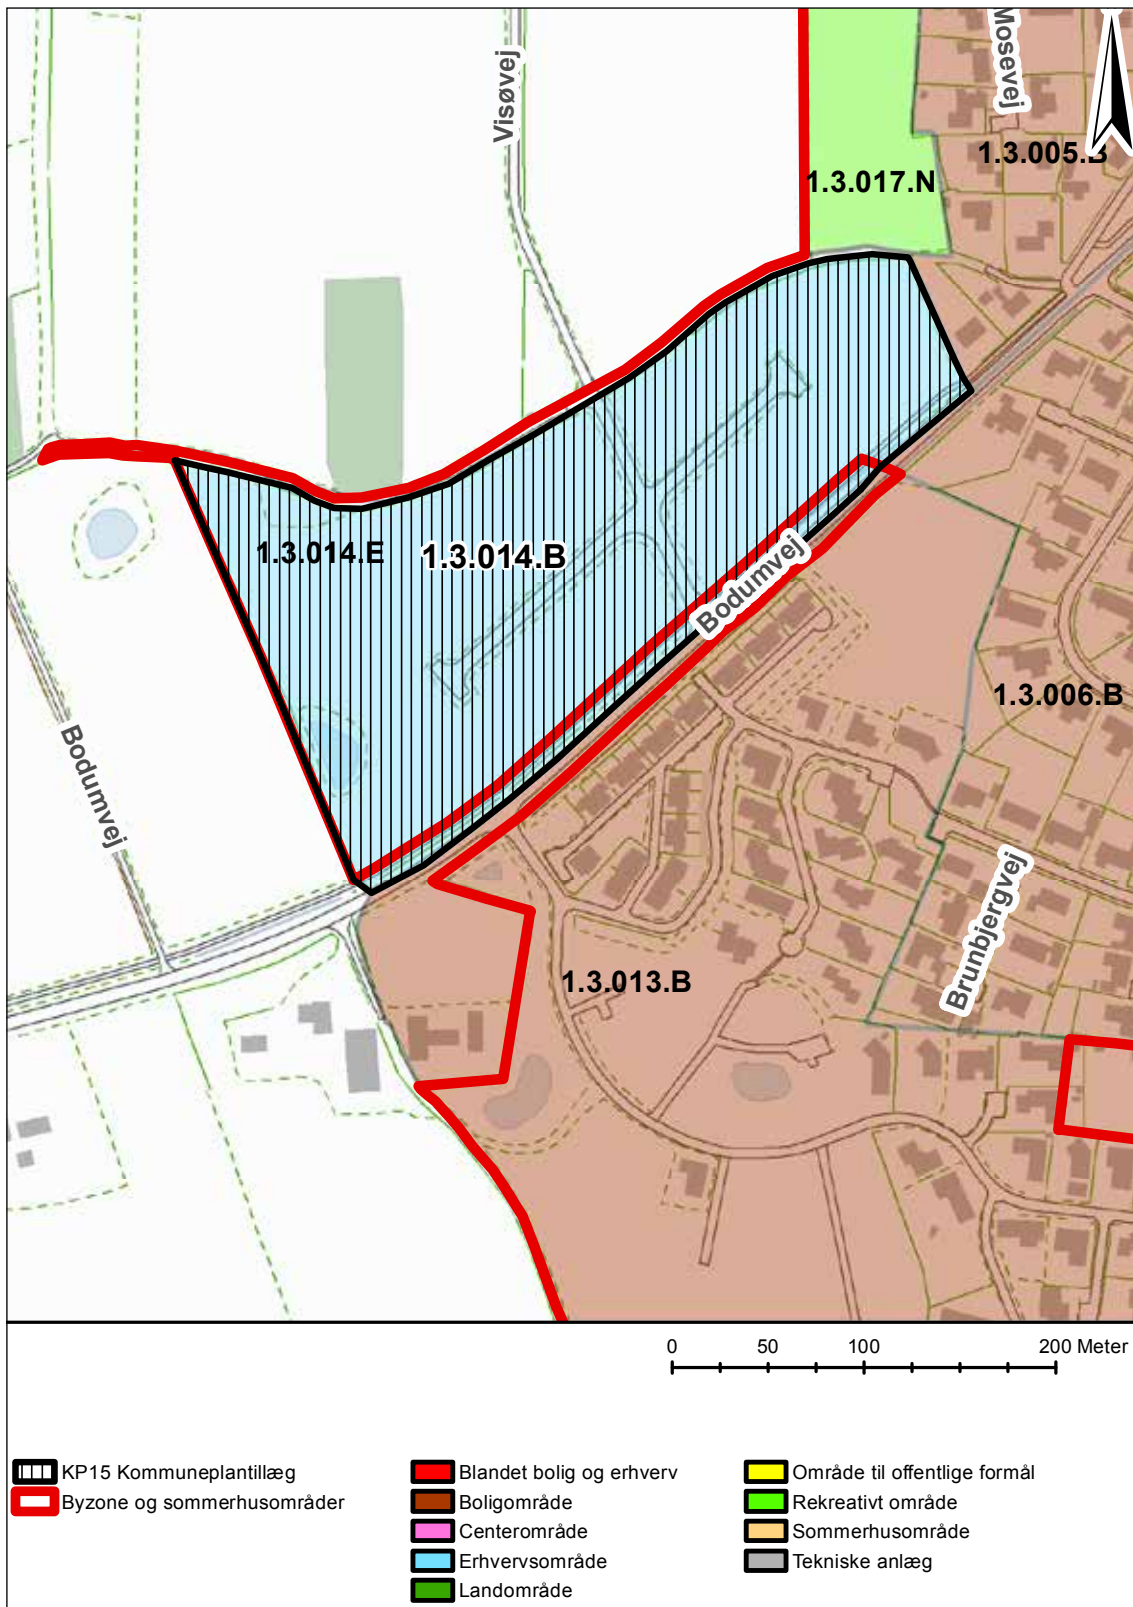 Mosevej
Visøvej
1.3.005.B
1.3.017.N
1.3.014.E
1.3.014.B
Bodumvej
1.3.006.B
Bodumvej
Brunbjergvej
1.3.013.B
0 50 100 200 Meter
KP15 Kommuneplantillæg
Byzone og sommerhusområder
Blandet bolig og erhverv
Boligområde
Centerområde
Erhvervsområde
Landområde
Område til offentlige formål
Rekreativt område
Sommerhusområde
Tekniske anlæg